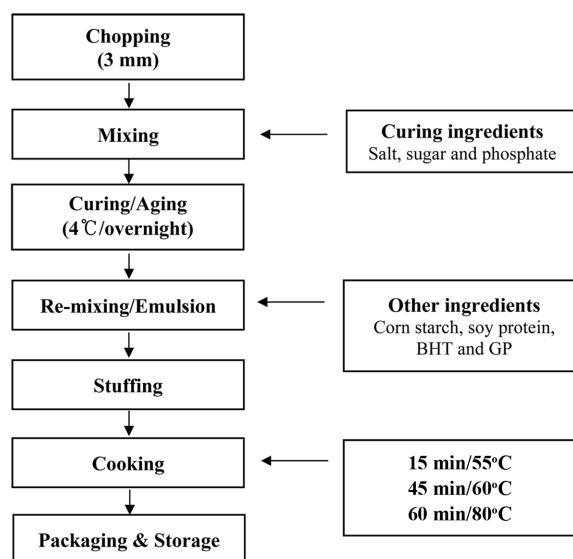 Chopping
(3 mm)
Mixing
Curing ingredients
Salt, sugar and phosphate
Curing/Aging
(4℃/overnight)
Re-mixing/Emulsion
Other ingredients
Corn starch, soy protein,
BHT and GP
Stuffing
Cooking
15 min/55°C
45 min/60°C
60 min/80°C
Packaging & Storage